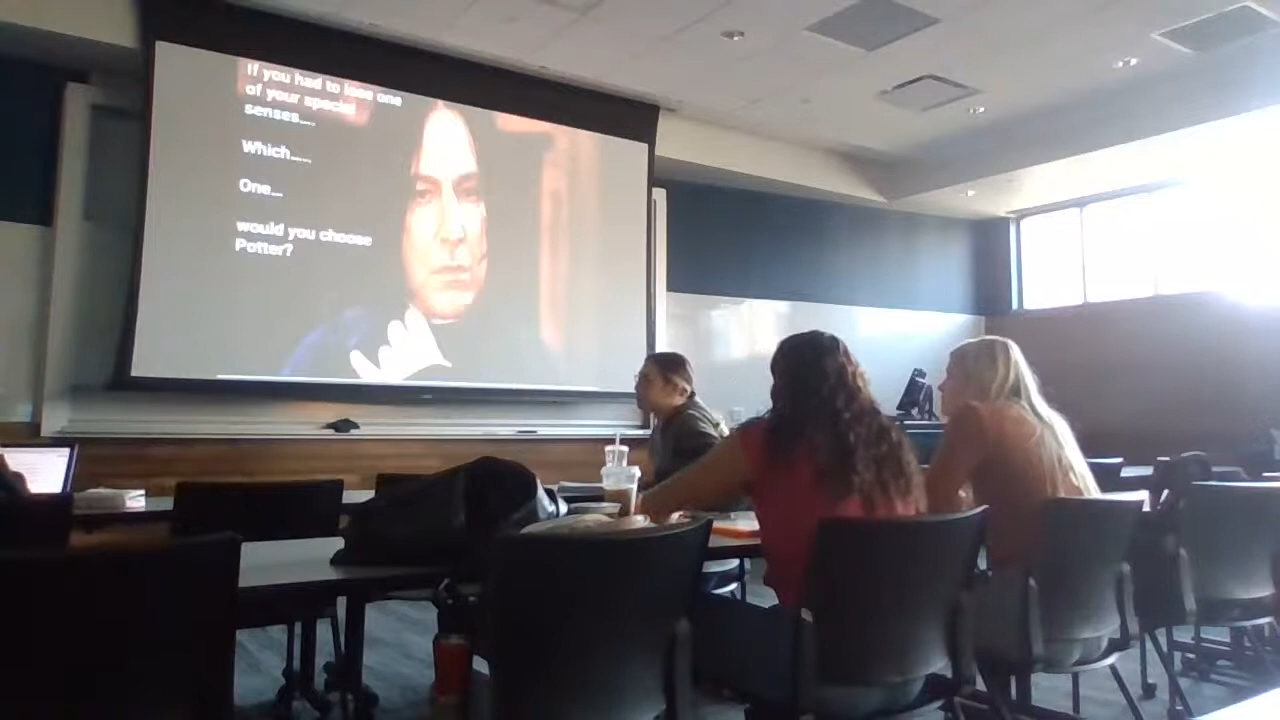 If you had to lose one
of your special
senses....
Which.....
One...
would you choose
Potter?